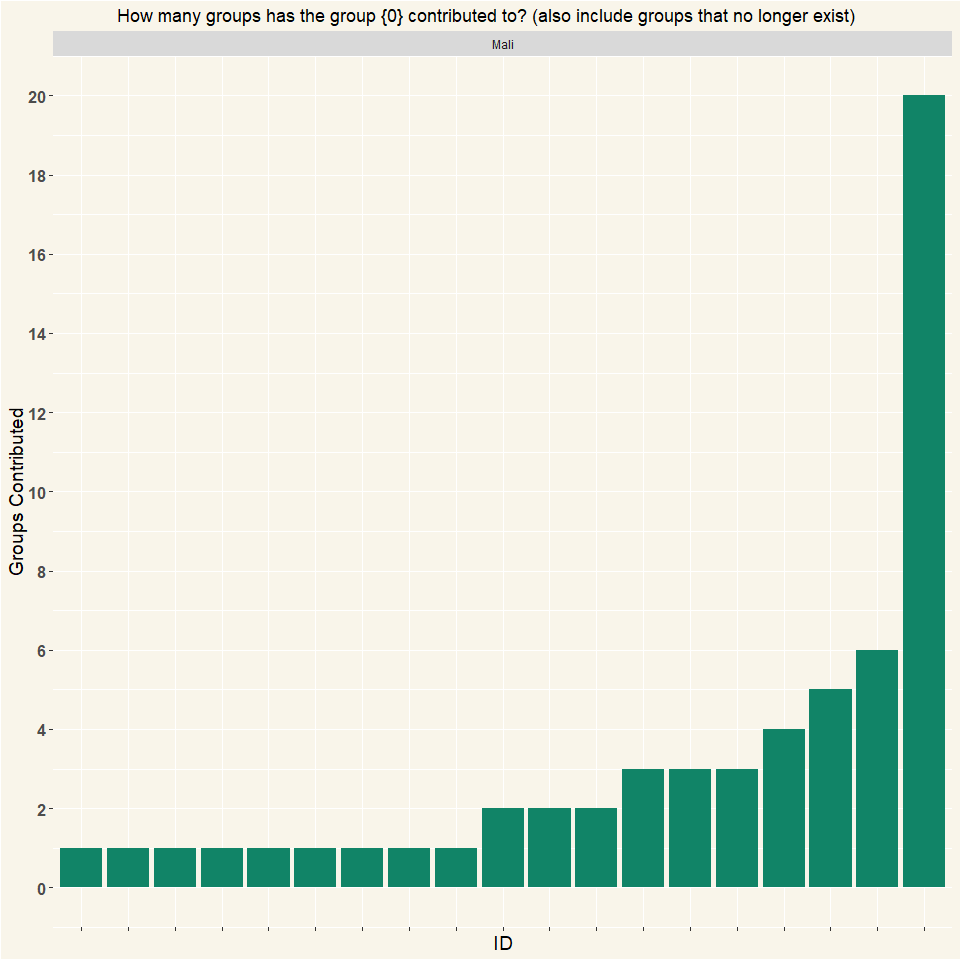 How many groups has the group {0} contributed to? (also include groups that no longer exist)
Mali
Groups Contributed
20
18
16
14
12
10
8
6
4
2
0
ID